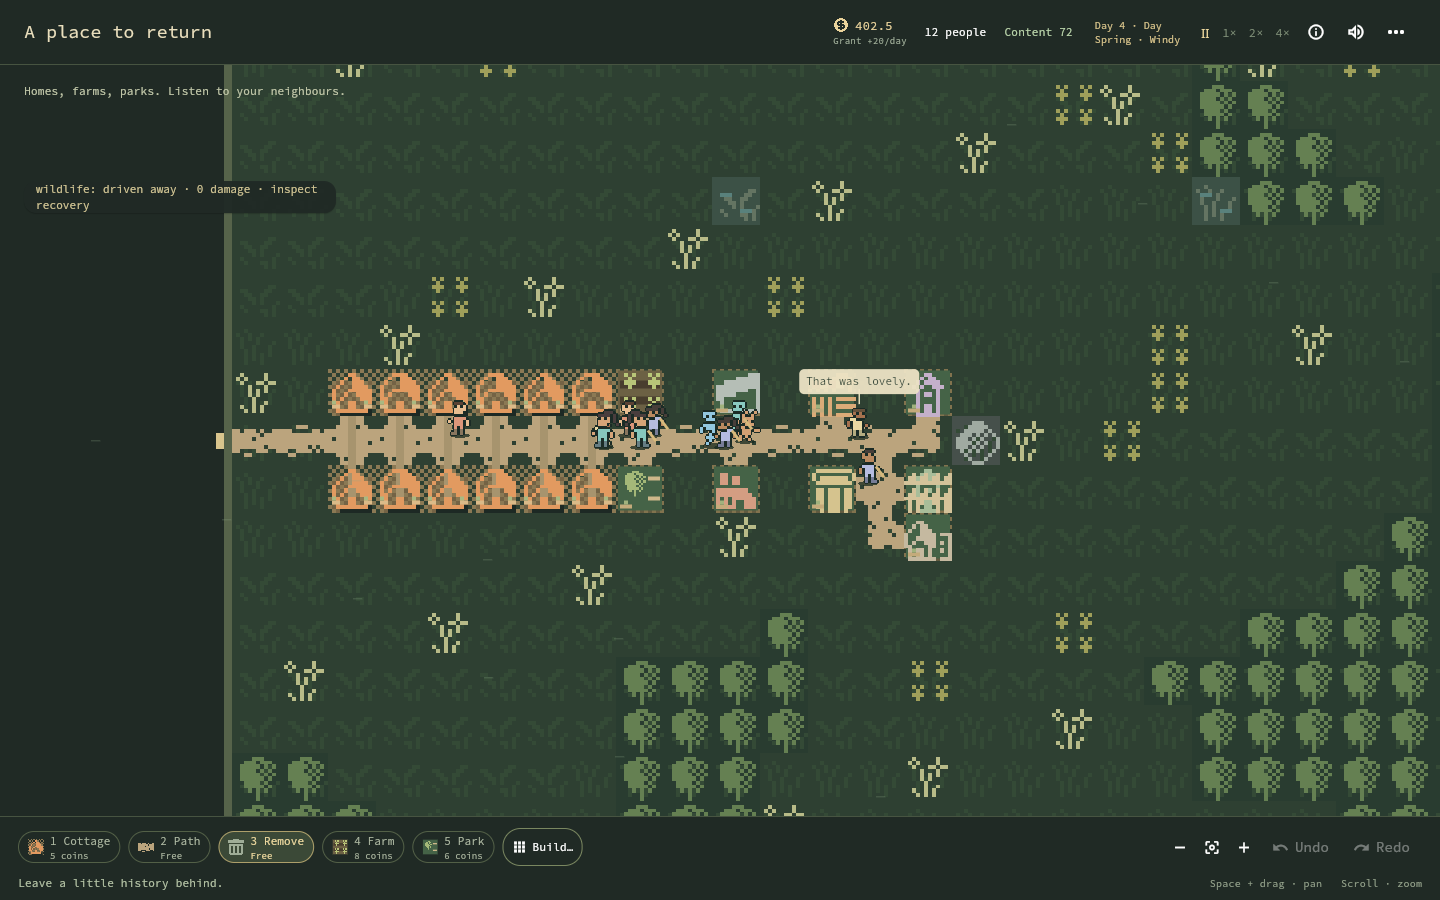 A place to return
402.5
Grant +20/day
12 people
Content 72
Day 4 · Day
Spring · Windy
II 1× 2× 4×
Homes, farms, parks. Listen to your neighbours.
wildlife: driven away · 0 damage · inspect
recovery
That was lovely.
1 Cottage
5 coins
2 Path
Free
3 Remove
Free
4 Farm
8 coins
5 Park
6 coins
Build…
Undo
Redo
Leave a little history behind.
Space + drag · pan
Scroll · zoom